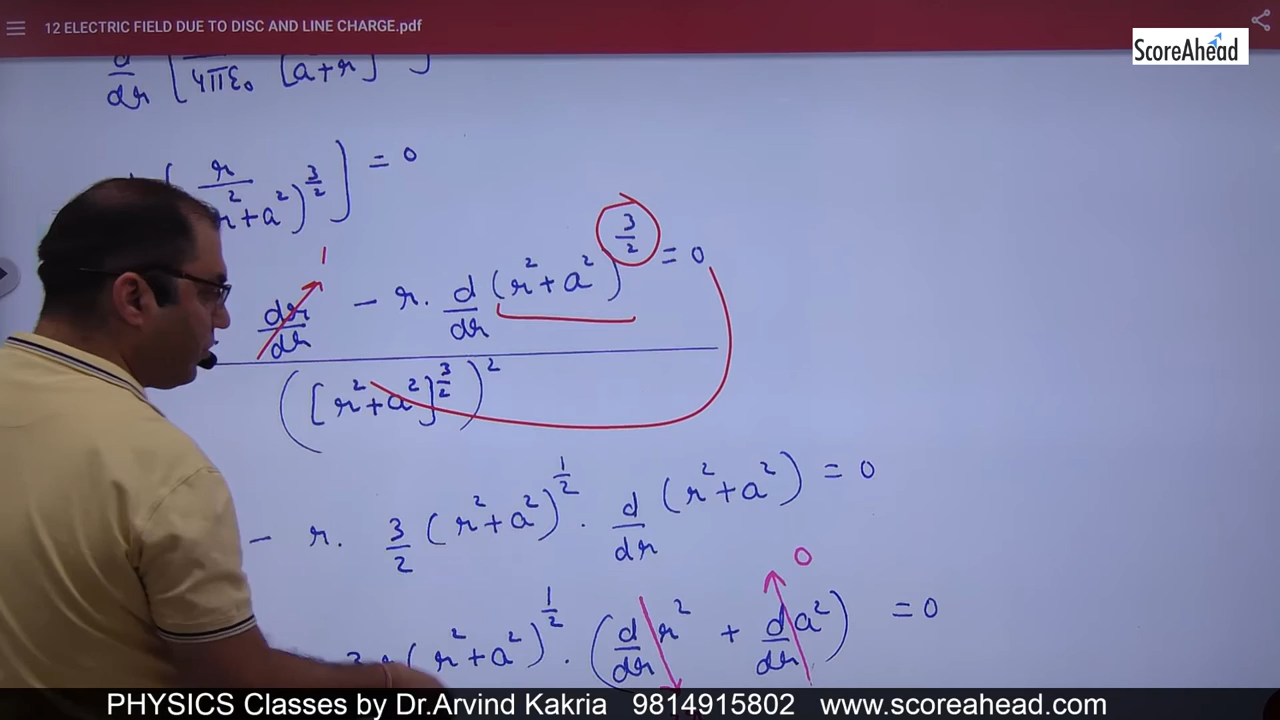 12 ELECTRIC FIELD DUE TO DISC AND LINE CHARGE.pdf
ScoreAhead
d/dr [ 4πε₀ [a+r] ]
r/(r²+a²)^(3/2) ] = 0
dr/dr − r. d/dr (r²+a²)^(3/2) = 0
1
([r²+a²]^(3/2))²
− r. 3/2 (r²+a²)^(1/2) . d/dr (r²+a²) = 0
0
(r²+a²)^(1/2) . (d/dr r² + d/dr a²) = 0
PHYSICS Classes by Dr.Arvind Kakria 9814915802 www.scoreahead.com